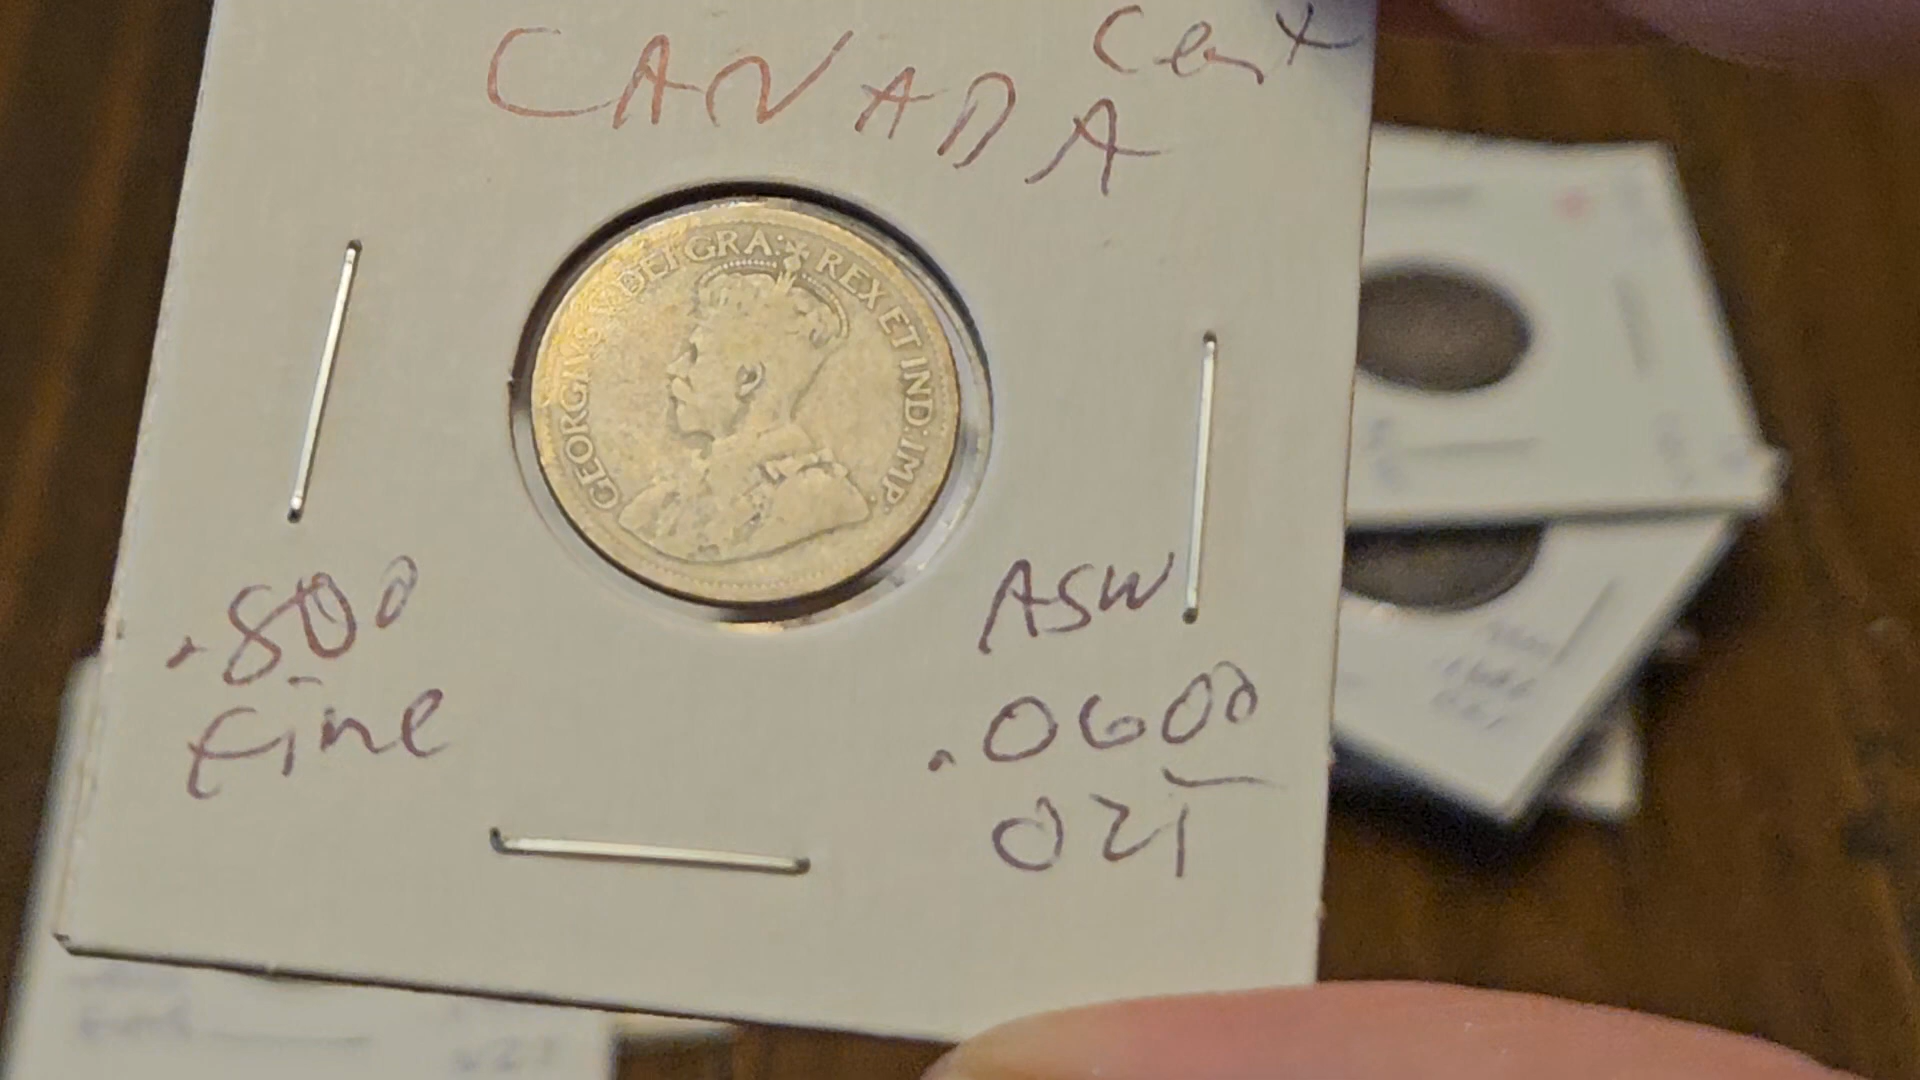 Cent
CANADA
GEORGIVS V DEI GRA: REX ET IND: IMP:
.800
fine
ASW
.0600
OZT